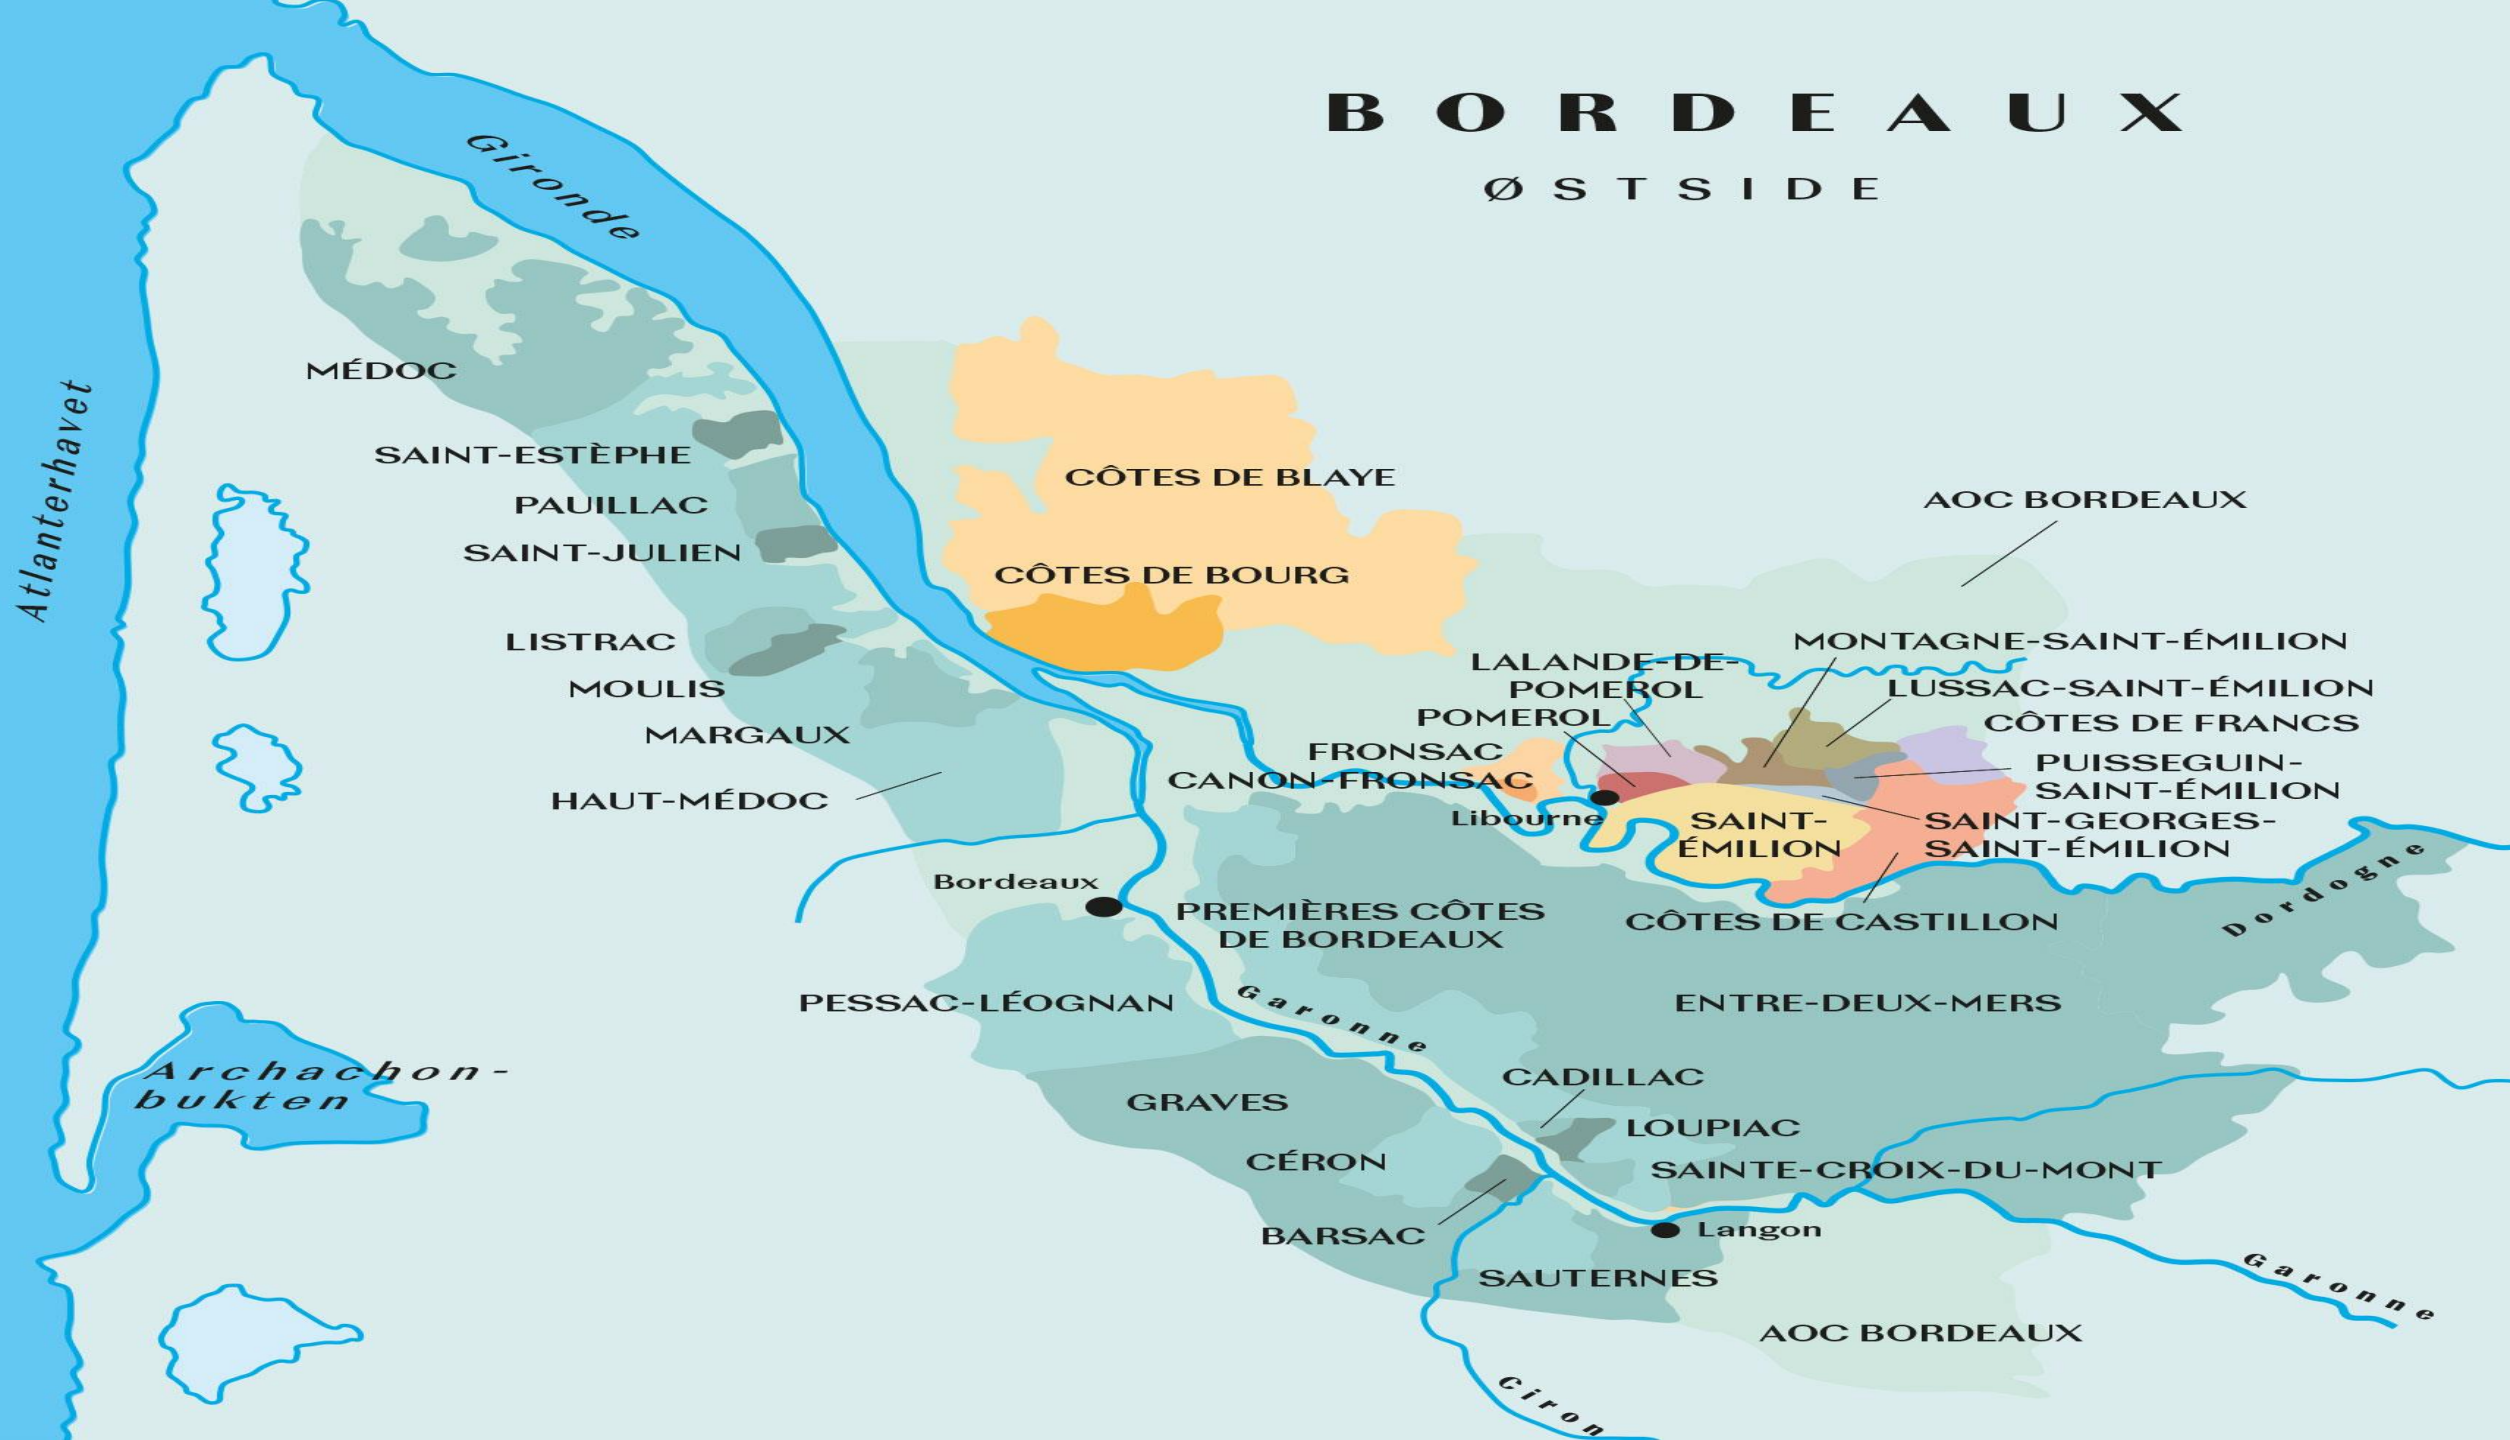 BORDEAUX
ØSTSIDE
Gironde
Atlanterhavet
MÉDOC
SAINT-ESTÈPHE
PAUILLAC
SAINT-JULIEN
LISTRAC
MOULIS
MARGAUX
HAUT-MÉDOC
CÔTES DE BLAYE
CÔTES DE BOURG
AOC BORDEAUX
MONTAGNE-SAINT-ÉMILION
LALANDE-DE-
POMEROL
LUSSAC-SAINT-ÉMILION
POMEROL
CÔTES DE FRANCS
FRONSAC
CANON-FRONSAC
PUISSEGUIN-
SAINT-ÉMILION
Libourne
SAINT-
ÉMILION
SAINT-GEORGES-
SAINT-ÉMILION
Dordogne
Bordeaux
PREMIÈRES CÔTES
DE BORDEAUX
CÔTES DE CASTILLON
PESSAC-LÉOGNAN
Garonne
ENTRE-DEUX-MERS
Archachon-
bukten
GRAVES
CADILLAC
LOUPIAC
CÉRON
SAINTE-CROIX-DU-MONT
BARSAC
Langon
SAUTERNES
Garonne
AOC BORDEAUX
Ciron